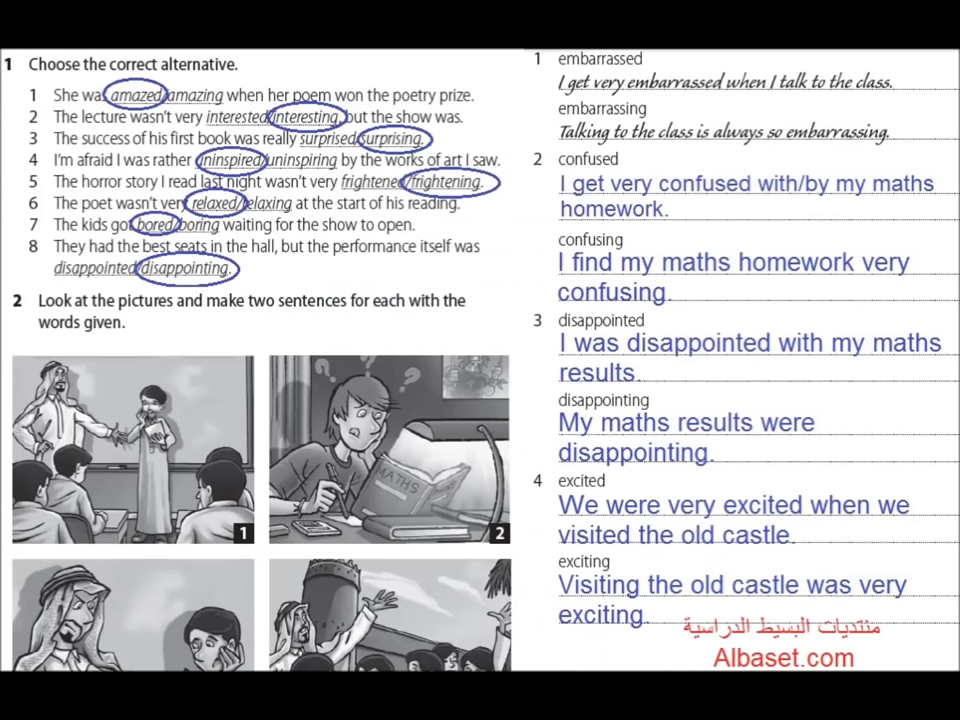 1 Choose the correct alternative.
1 She was amazed/amazing when her poem won the poetry prize.
2 The lecture wasn't very interested/interesting, but the show was.
3 The success of his first book was really surprised/surprising.
4 I'm afraid I was rather uninspired/uninspiring by the works of art I saw.
5 The horror story I read last night wasn't very frightened/frightening.
6 The poet wasn't very relaxed/relaxing at the start of his reading.
7 The kids got bored/boring waiting for the show to open.
8 They had the best seats in the hall, but the performance itself was
disappointed/disappointing.
2 Look at the pictures and make two sentences for each with the
words given.
1
? ? ?
MATHS
2
1 embarrassed
I get very embarrassed when I talk to the class.
embarrassing
Talking to the class is always so embarrassing.
2 confused
I get very confused with/by my maths
homework.
confusing
I find my maths homework very
confusing.
3 disappointed
I was disappointed with my maths
results.
disappointing
My maths results were
disappointing.
4 excited
We were very excited when we
visited the old castle.
exciting
Visiting the old castle was very
exciting.
منتديات البسيط الدراسية
Albaset.com